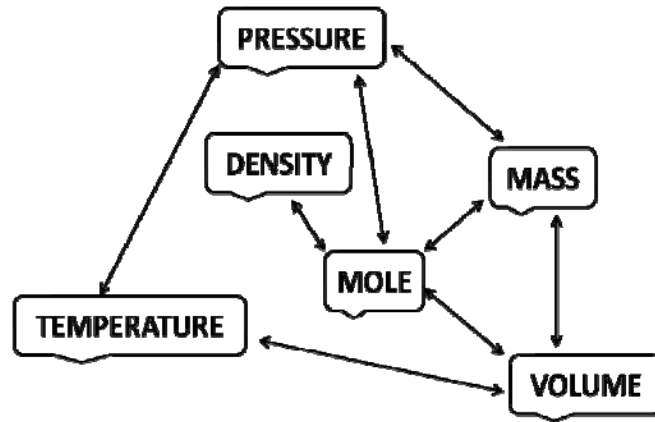 PRESSURE
DENSITY
MASS
MOLE
TEMPERATURE
VOLUME